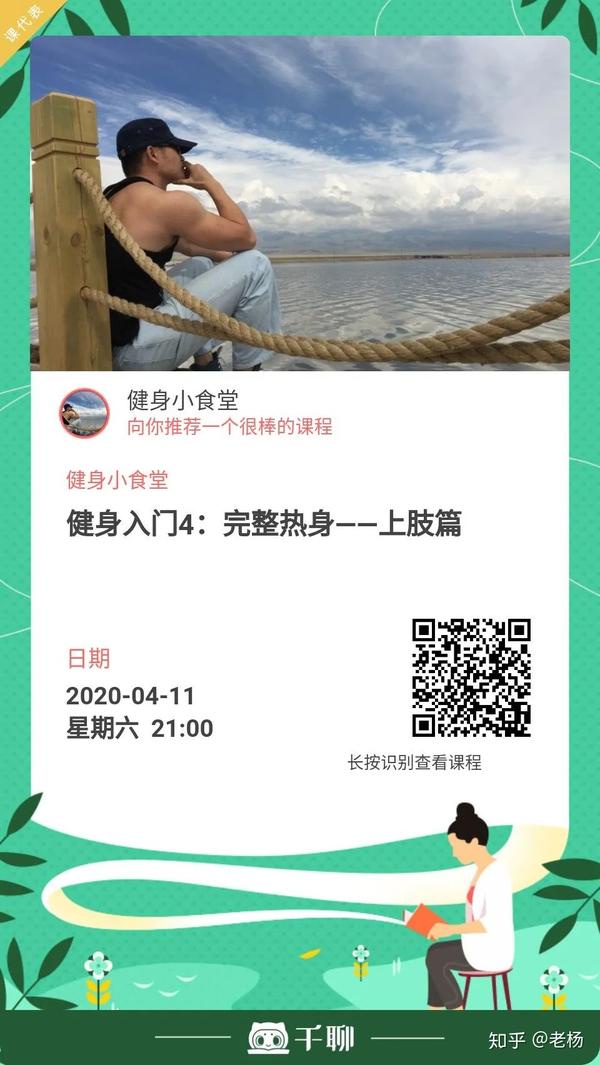 课代表
健身小食堂
向你推荐一个很棒的课程
健身小食堂
健身入门4：完整热身——上肢篇
日期
2020-04-11
星期六 21:00
长按识别查看课程
千聊
知乎 @老杨